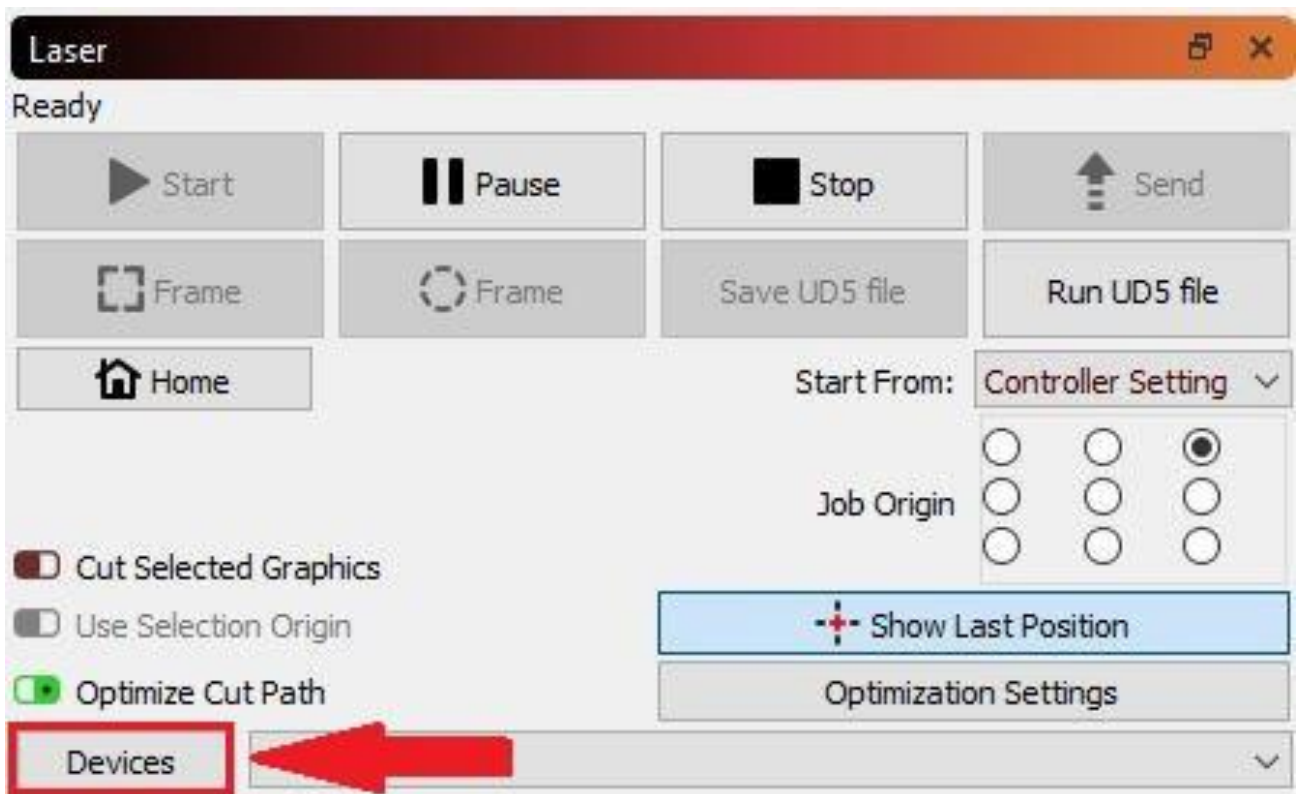 Laser
Ready
Start Pause Stop Send
Frame Frame Save UD5 file Run UD5 file
Home Start From: Controller Setting
Job Origin
Cut Selected Graphics
Use Selection Origin Show Last Position
Optimize Cut Path Optimization Settings
Devices